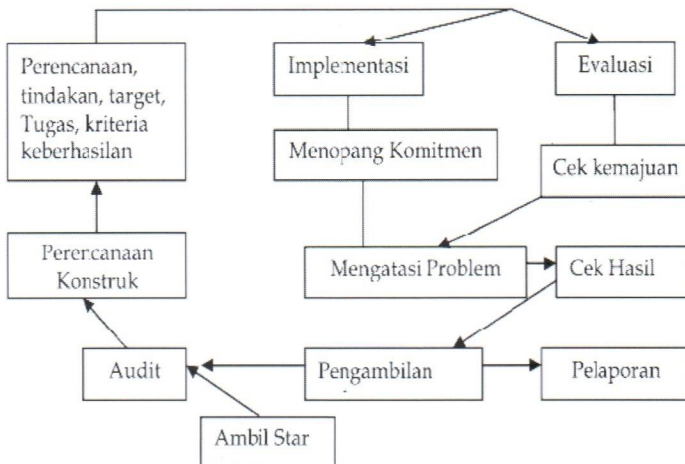 Perencanaan,
tindakan, target,
Tugas, kriteria
keberhasilan
Implementasi
Evaluasi
Menopang Komitmen
Cek kemajuan
Perencanaan
Konstruk
Mengatasi Problem
Cek Hasil
Audit
Pengambilan
Pelaporan
Ambil Star